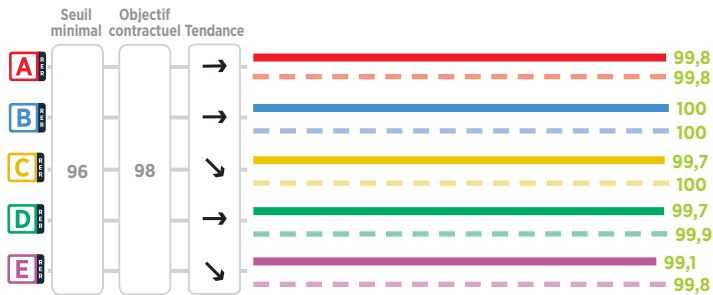 Seuil minimal
Objectif contractuel
Tendance
A RER
99,8
99,8
B RER
100
100
C RER
96
98
99,7
100
D RER
99,7
99,9
E RER
99,1
99,8